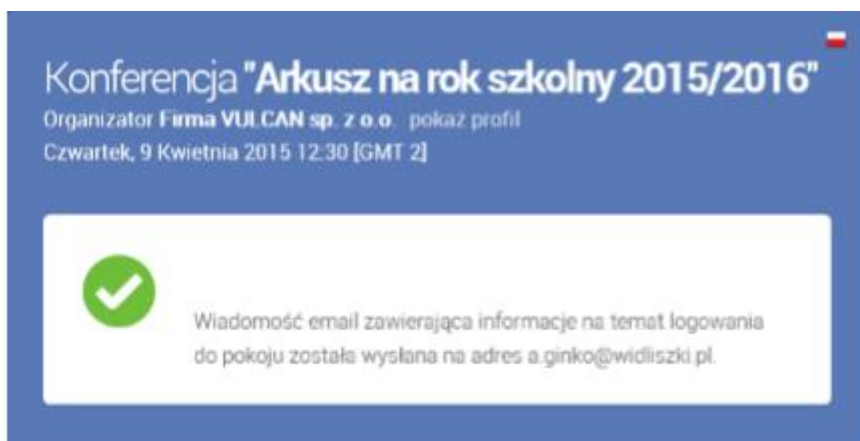 Konferencja "Arkusz na rok szkolny 2015/2016"
Organizator Firma VULCAN sp. z o.o. pokaż profil
Czwartek, 9 Kwietnia 2015 12:30 [GMT 2]
Wiadomość email zawierająca informacje na temat logowania
do pokoju została wysłana na adres a.ginko@widliszki.pl.